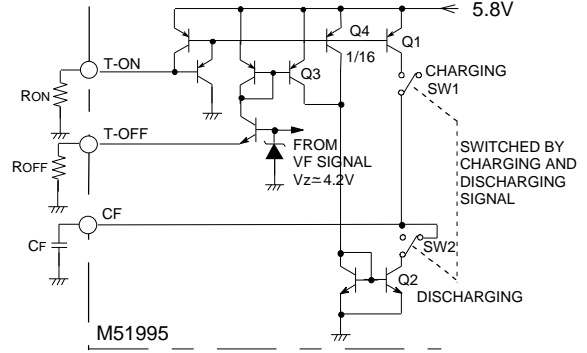 5.8V
Q4
Q1
T-ON
1/16
Q3
CHARGING
SW1
RON
T-OFF
FROM
VF SIGNAL
Vz≃4.2V
SWITCHED BY
CHARGING AND
DISCHARGING
SIGNAL
ROFF
CF
CF
SW2
Q2
DISCHARGING
M51995